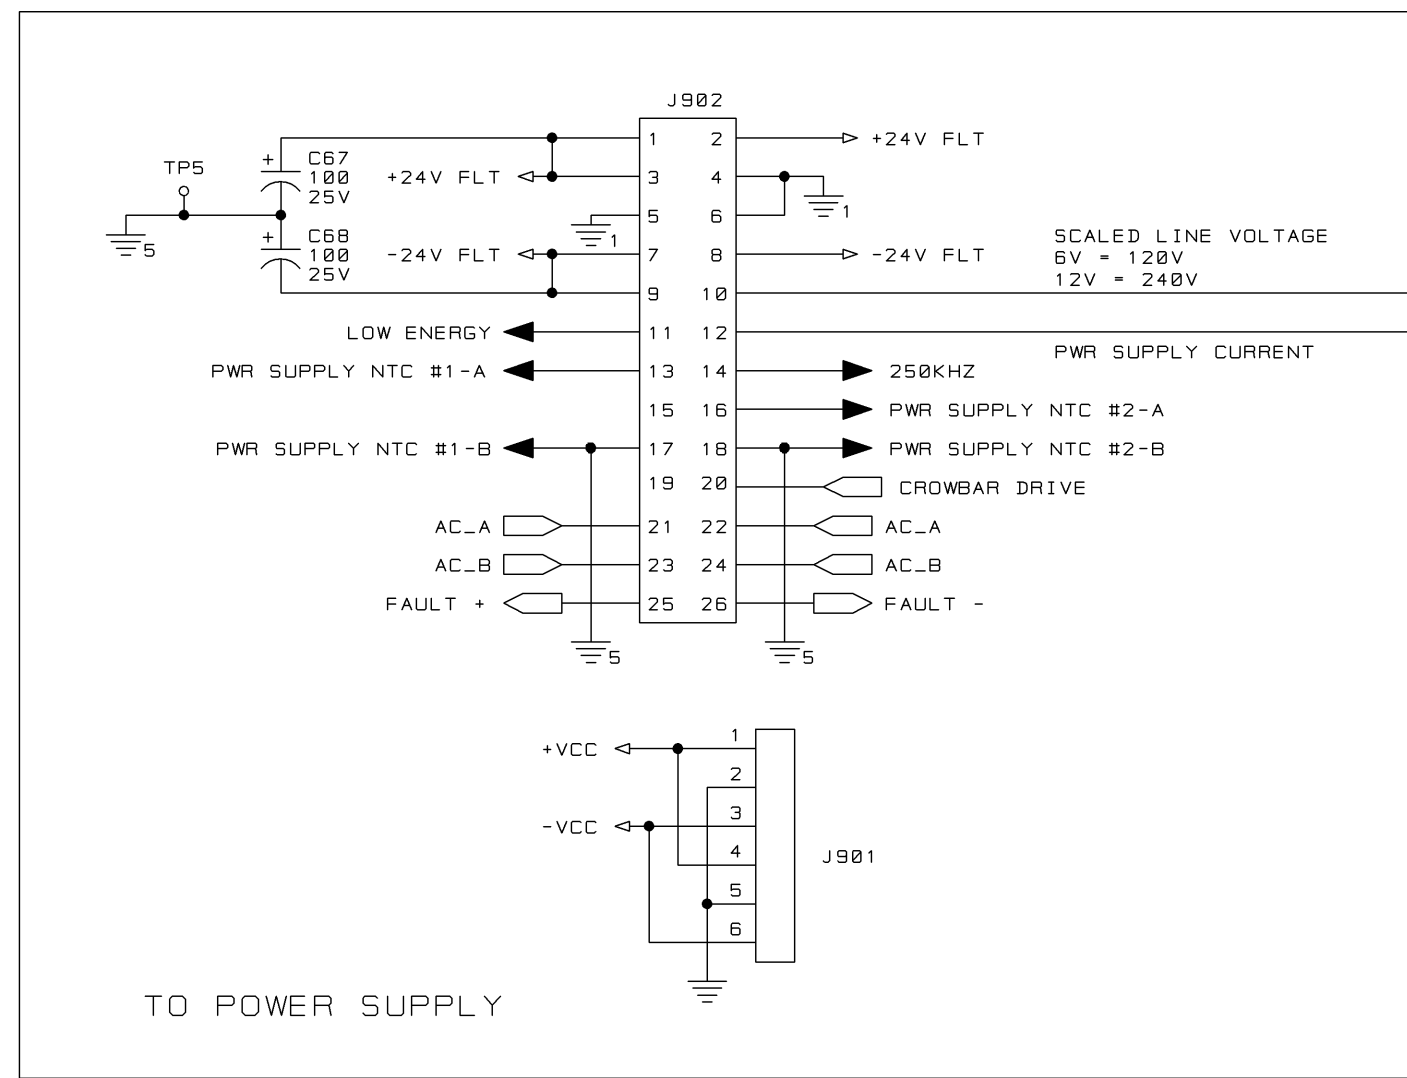 J902
1 2 +24V FLT
TP5
+ C67
100
25V
+24V FLT 3 4
1
5 6
5
1
+ C68
100
25V
-24V FLT 7 8 -24V FLT
SCALED LINE VOLTAGE
6V = 120V
12V = 240V
9 10
LOW ENERGY 11 12
PWR SUPPLY CURRENT
PWR SUPPLY NTC #1-A 13 14 250KHZ
15 16 PWR SUPPLY NTC #2-A
PWR SUPPLY NTC #1-B 17 18 PWR SUPPLY NTC #2-B
19 20 CROWBAR DRIVE
AC_A 21 22 AC_A
AC_B 23 24 AC_B
FAULT + 25 26 FAULT -
5 5
+VCC 1
2
-VCC 3
4
J901
5
6
TO POWER SUPPLY